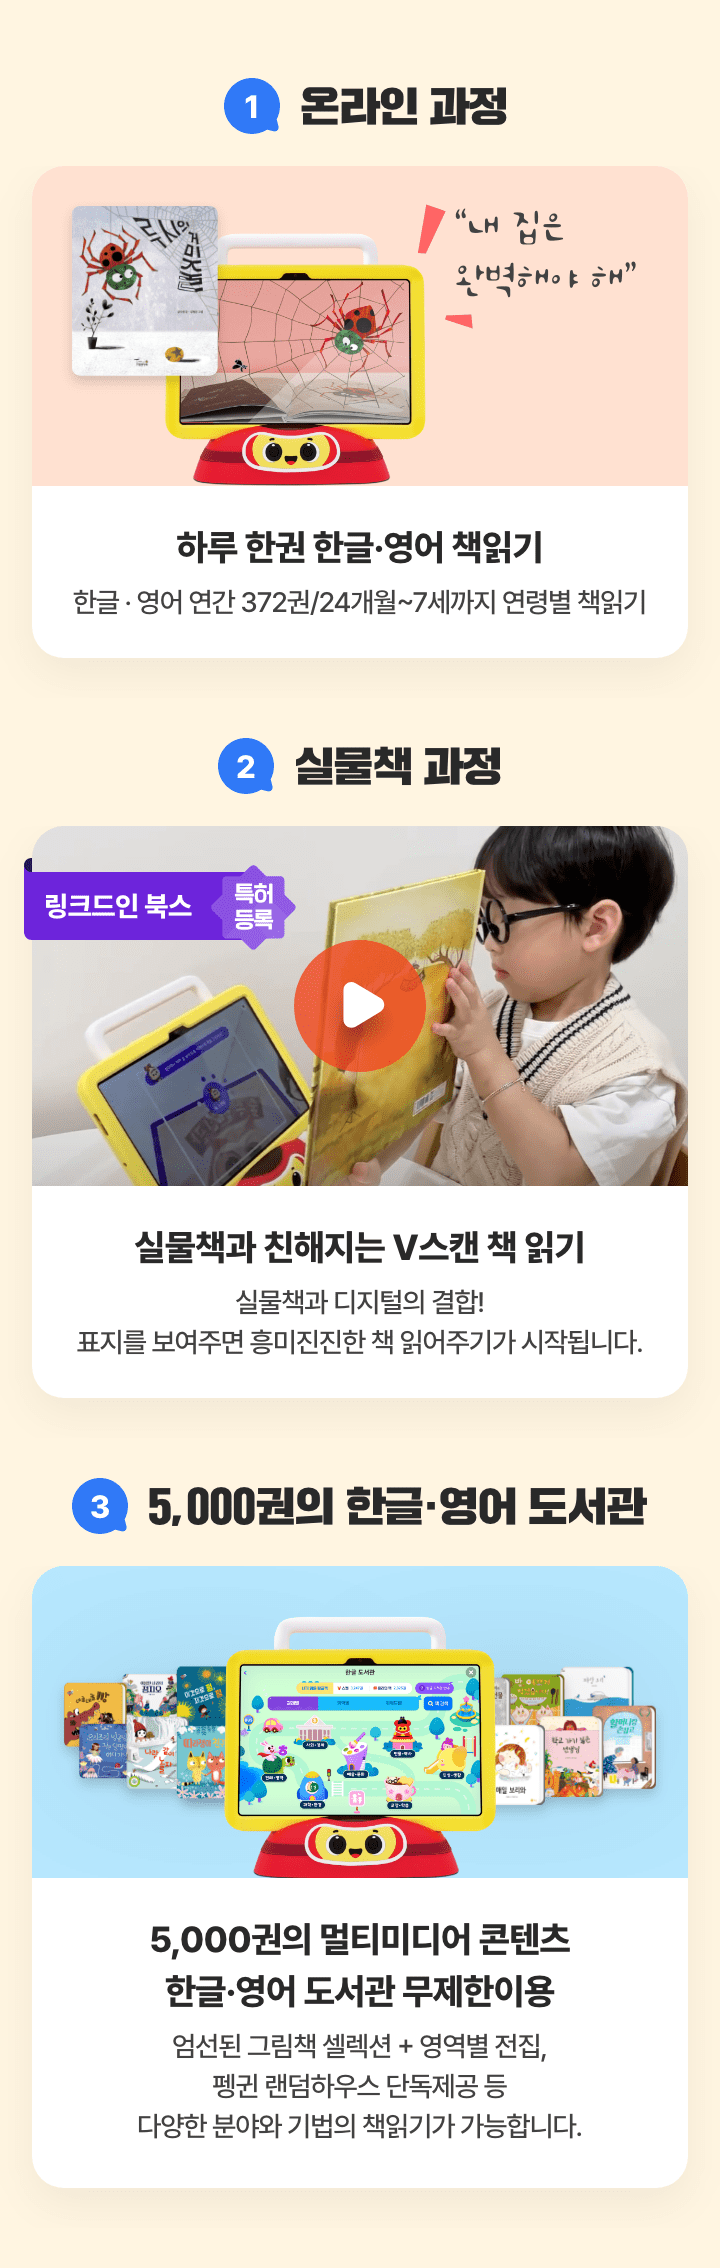 1 온라인 과정
“내 집은
완벽해야 해”
하루 한권 한글·영어 책읽기
한글 · 영어 연간 372권/24개월~7세까지 연령별 책읽기
2 실물책 과정
링크드인 북스
특허
등록
실물책과 친해지는 V스캔 책 읽기
실물책과 디지털의 결합!
표지를 보여주면 흥미진진한 책 읽어주기가 시작됩니다.
3 5,000권의 한글·영어 도서관
한글 도서관
5,000권의 멀티미디어 콘텐츠
한글·영어 도서관 무제한이용
엄선된 그림책 셀렉션 + 영역별 전집,
펭귄 랜덤하우스 단독제공 등
다양한 분야와 기법의 책읽기가 가능합니다.